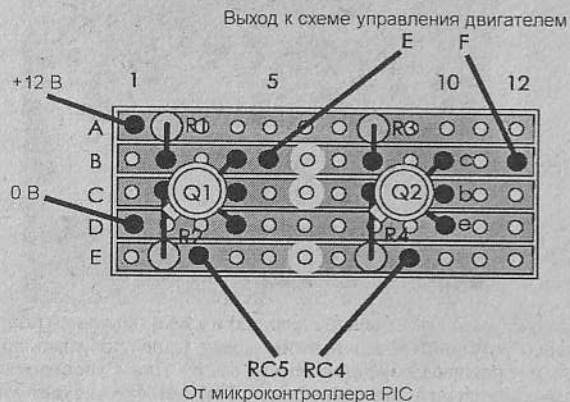 Выход к схеме управления двигателем
E F
+12 В
1 5 10 12
A R1 R3
B c
0 В
C Q1 Q2 b
D e
R2 R4
E
RC5 RC4
От микроконтроллера PIC